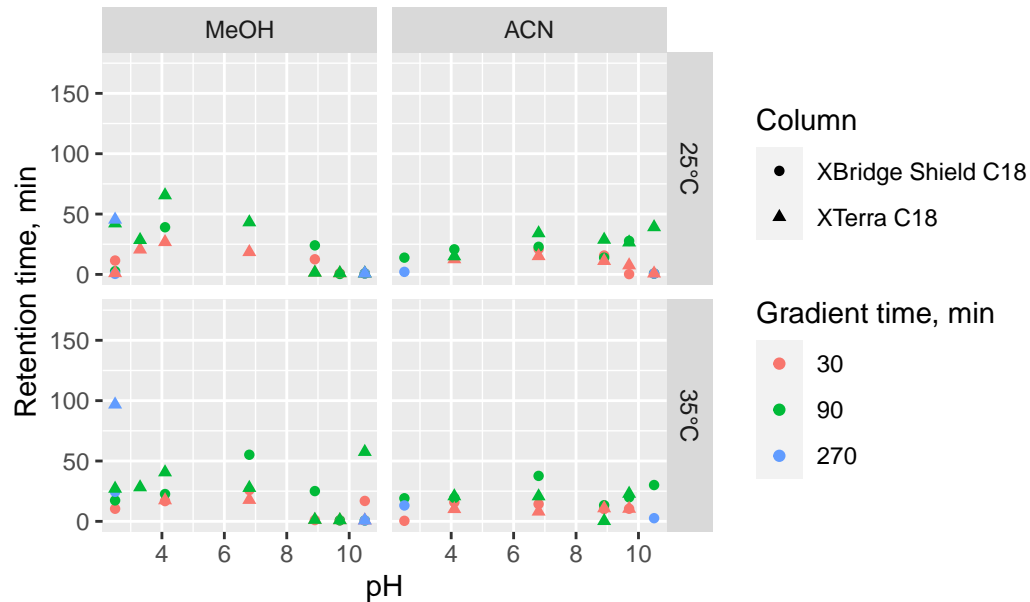 MeOH
ACN
150
100
50
0
25°C
150
100
50
0
35°C
4
6
8
10
4
6
8
10
pH
Retention time, min
Column
XBridge Shield C18
XTerra C18
Gradient time, min
30
90
270